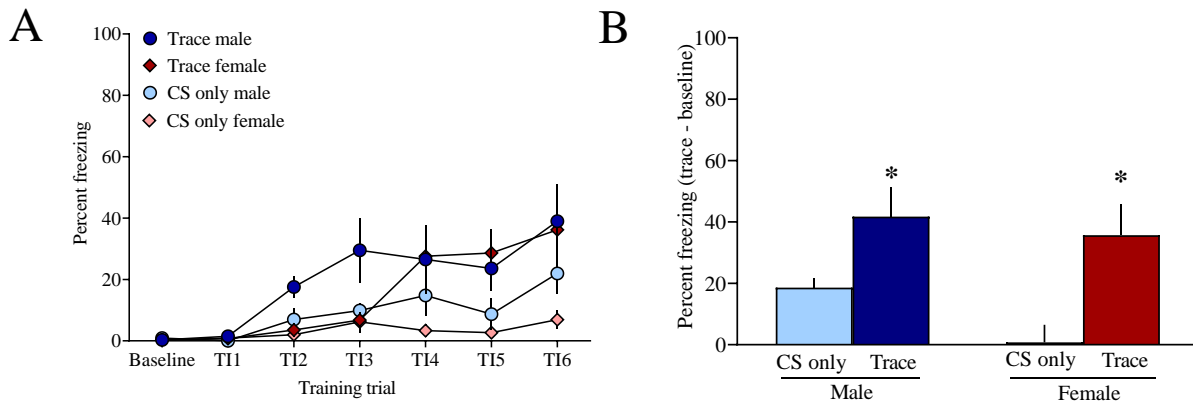 A
Percent freezing
100
80
60
40
20
0
Trace male
Trace female
CS only male
CS only female
Baseline TI1 TI2 TI3 TI4 TI5 TI6
Training trial
B
Percent freezing (trace - baseline)
100
80
60
40
20
0
* *
CS only Trace CS only Trace
Male Female